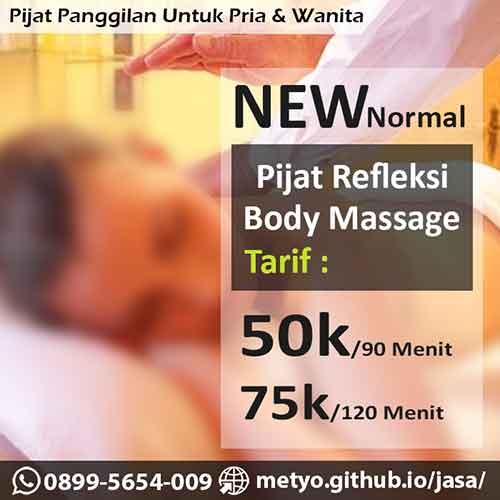 Pijat Panggilan Untuk Pria & Wanita
NEW Normal
Pijat Refleksi
Body Massage
Tarif :
50k/90 Menit
75k/120 Menit
0899-5654-009 metyo.github.io/jasa/